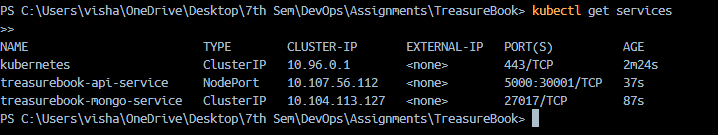 PS C:\Users\visha\OneDrive\Desktop\7th Sem\DevOps\Assignments\TreasureBook> kubectl get services
>>
NAME TYPE CLUSTER-IP EXTERNAL-IP PORT(S) AGE
kubernetes ClusterIP 10.96.0.1 <none> 443/TCP 2m24s
treasurebook-api-service NodePort 10.107.56.112 <none> 5000:30001/TCP 37s
treasurebook-mongo-service ClusterIP 10.104.113.127 <none> 27017/TCP 87s
PS C:\Users\visha\OneDrive\Desktop\7th Sem\DevOps\Assignments\TreasureBook>